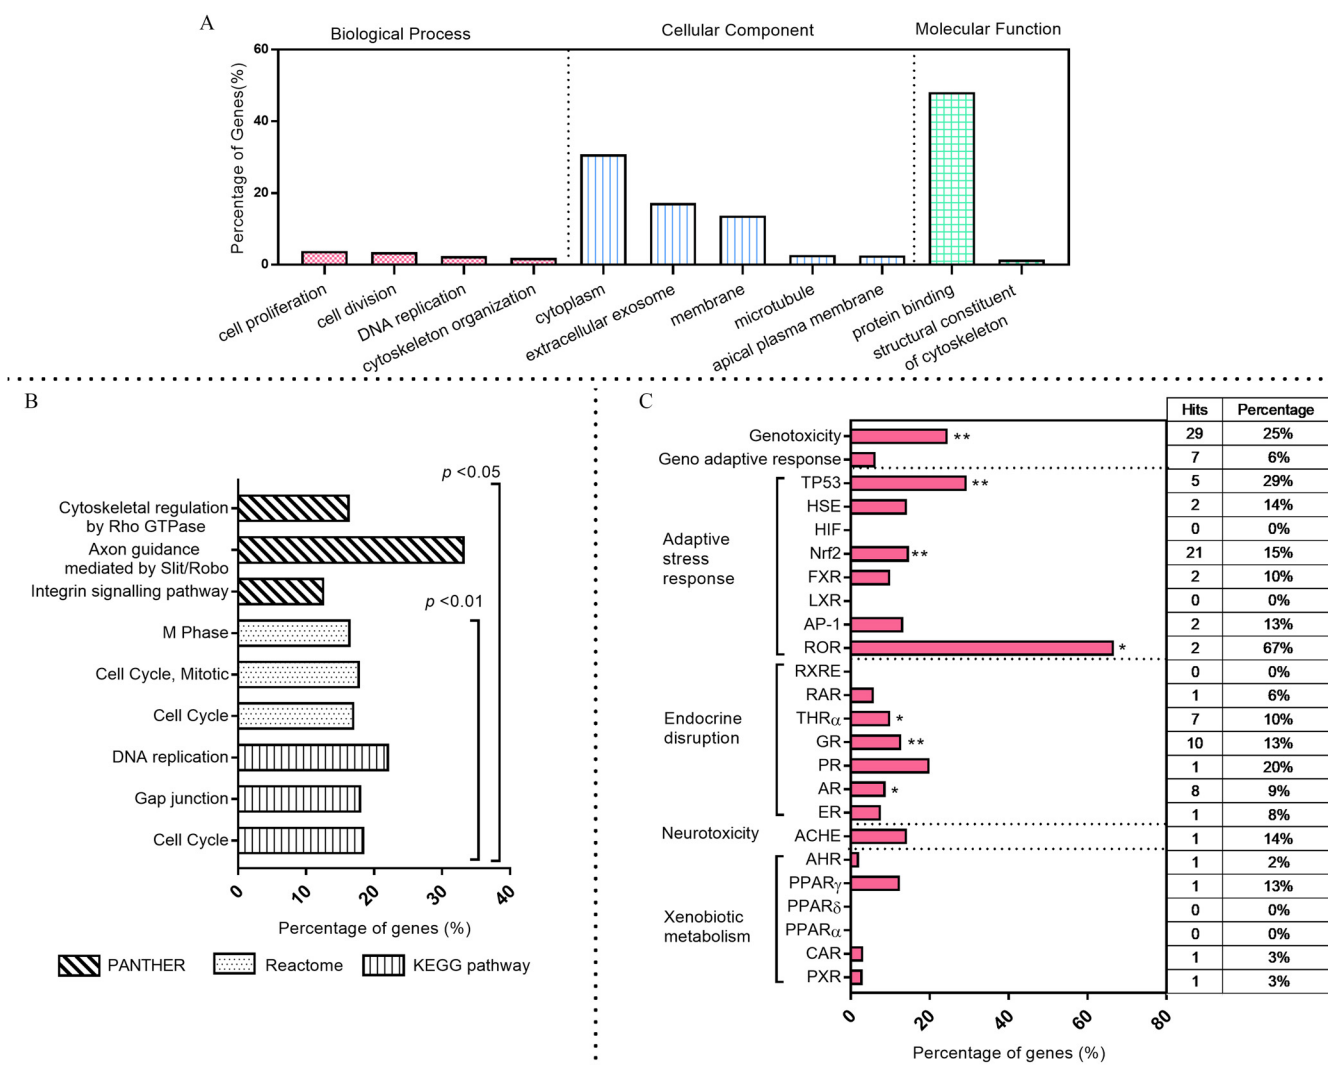 A
Biological Process
Cellular Component
Molecular Function
Percentage of Genes(%)
60
40
20
0
cell proliferation
cell division
DNA replication
cytoskeleton organization
cytoplasm
extracellular exosome
membrane
microtubule
apical plasma membrane
protein binding
structural constituent
of cytoskeleton
B
p <0.05
p <0.01
Cytoskeletal regulation
by Rho GTPase
Axon guidance
mediated by Slit/Robo
Integrin signalling pathway
M Phase
Cell Cycle, Mitotic
Cell Cycle
DNA replication
Gap junction
Cell Cycle
0 10 20 30 40
Percentage of genes (%)
PANTHER Reactome KEGG pathway
C
Hits Percentage
Genotoxicity ** 29 25%
Geno adaptive response 7 6%
Adaptive
stress
response
TP53 ** 5 29%
HSE 2 14%
HIF 0 0%
Nrf2 ** 21 15%
FXR 2 10%
LXR 0 0%
AP-1 2 13%
ROR * 2 67%
Endocrine
disruption
RXRE 0 0%
RAR 1 6%
THRα * 7 10%
GR ** 10 13%
PR 1 20%
AR * 8 9%
ER 1 8%
Neurotoxicity
ACHE 1 14%
Xenobiotic
metabolism
AHR 1 2%
PPARγ 1 13%
PPARδ 0 0%
PPARα 0 0%
CAR 1 3%
PXR 1 3%
0 20 40 60 80
Percentage of genes (%)